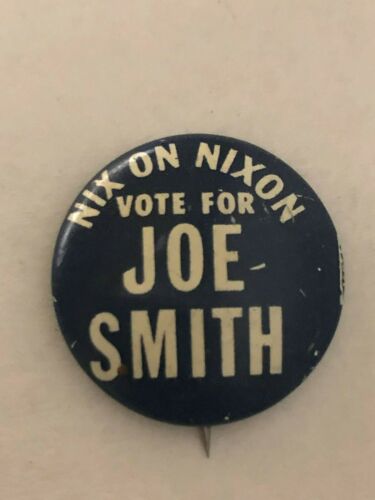 NIX ON NIXON
VOTE FOR
JOE
SMITH